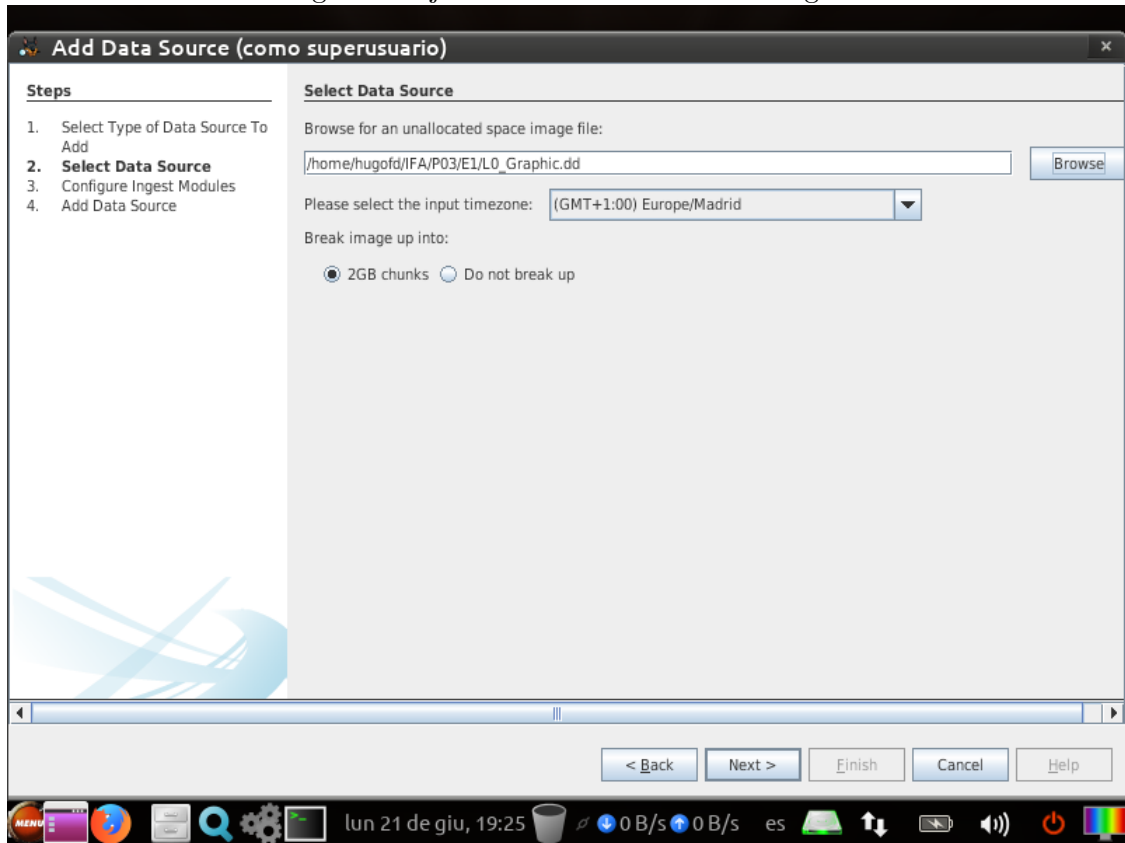 Add Data Source (como superusuario)
Steps
1. Select Type of Data Source To
Add
2. Select Data Source
3. Configure Ingest Modules
4. Add Data Source
Select Data Source
Browse for an unallocated space image file:
/home/hugofd/IFA/P03/E1/L0_Graphic.dd
Browse
Please select the input timezone: (GMT+1:00) Europe/Madrid
Break image up into:
2GB chunks Do not break up
< Back Next > Finish Cancel Help
MENU lun 21 de giu, 19:25 0 B/s 0 B/s es